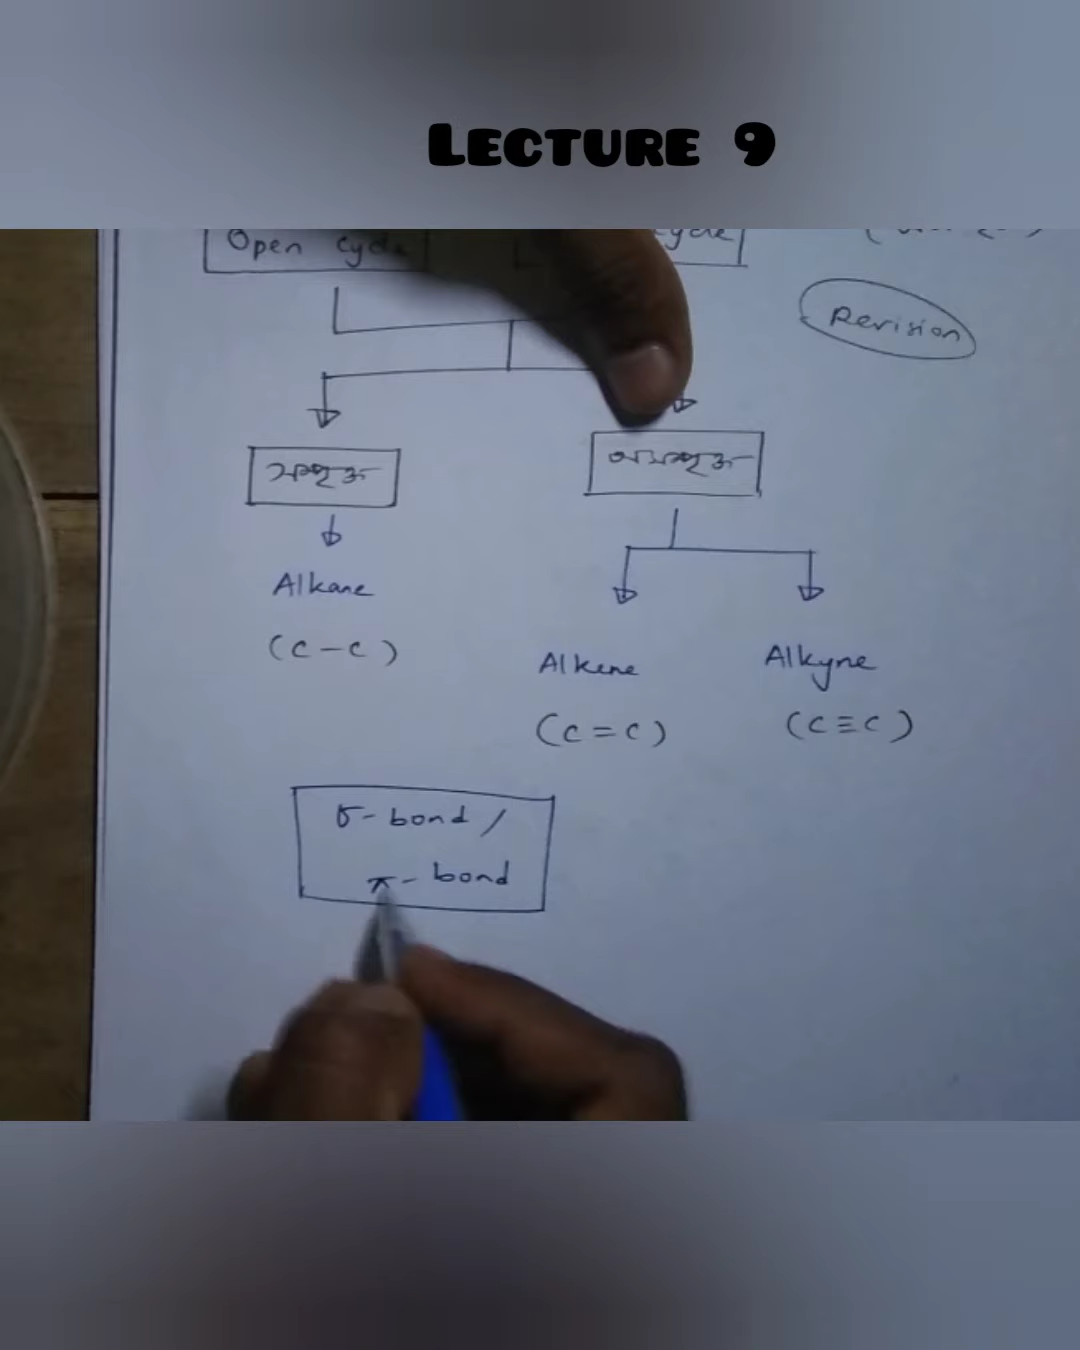 LECTURE 9
Open Cycle
Revision
সম্পৃক্ত
অসম্পৃক্ত
Alkane
(C-C)
Alkene
Alkyne
(C=C)
(C≡C)
σ-bond /
π- bond